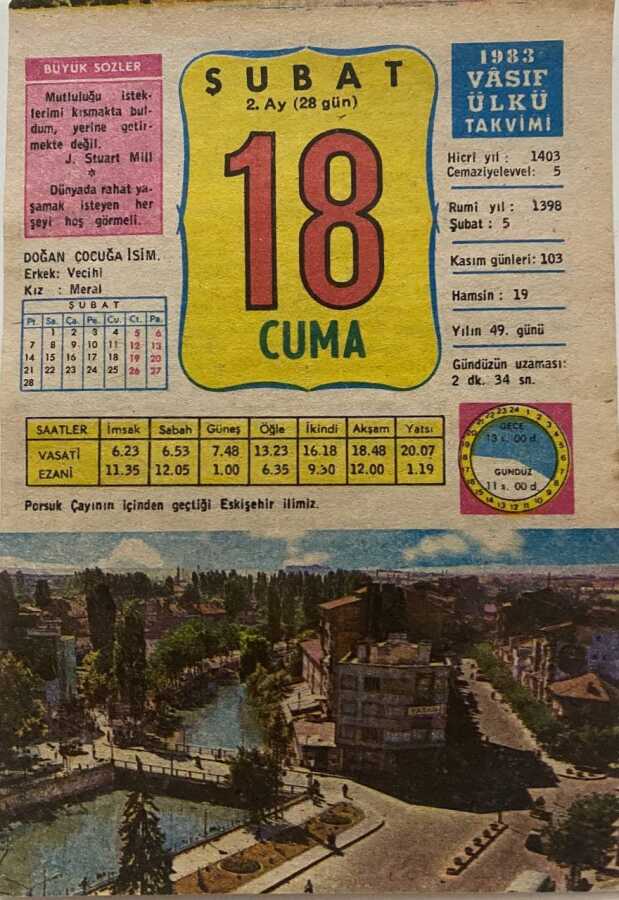 BÜYÜK SÖZLER
Mutluluğu istek-
lerimi kısmakta bul-
dum, yerine getir-
mekte değil.
J. Stuart Mill
*
Dünyada rahat ya-
şamak isteyen her
şeyi hoş görmeli.
DOĞAN ÇOCUĞA İSİM.
Erkek: Vecihi
Kız : Meral
ŞUBAT
Pt. Sa. Ça. Pe. Cu. Ct. Pa.
1 2 3 4 5 6
7 8 9 10 11 12 13
14 15 16 17 18 19 20
21 22 23 24 25 26 27
28
ŞUBAT
2. Ay (28 gün)
18
CUMA
1983
VÂSIF
ÜLKÜ
TAKVİMİ
Hicrî yıl : 1403
Cemaziyelevvel: 5
Rumî yıl : 1398
Şubat : 5
Kasım günleri: 103
Hamsin : 19
Yılın 49. günü
Gündüzün uzaması:
2 dk. 34 sn.
SAATLER İmsak Sabah Güneş Öğle İkindi Akşam Yatsı
VASATİ 6.23 6.53 7.48 13.23 16.18 18.48 20.07
EZANİ 11.35 12.05 1.00 6.35 9.30 12.00 1.19
GECE
13 s. 00 d.
GÜNDÜZ
11 s. 00 d.
Porsuk Çayının içinden geçtiği Eskişehir ilimiz.